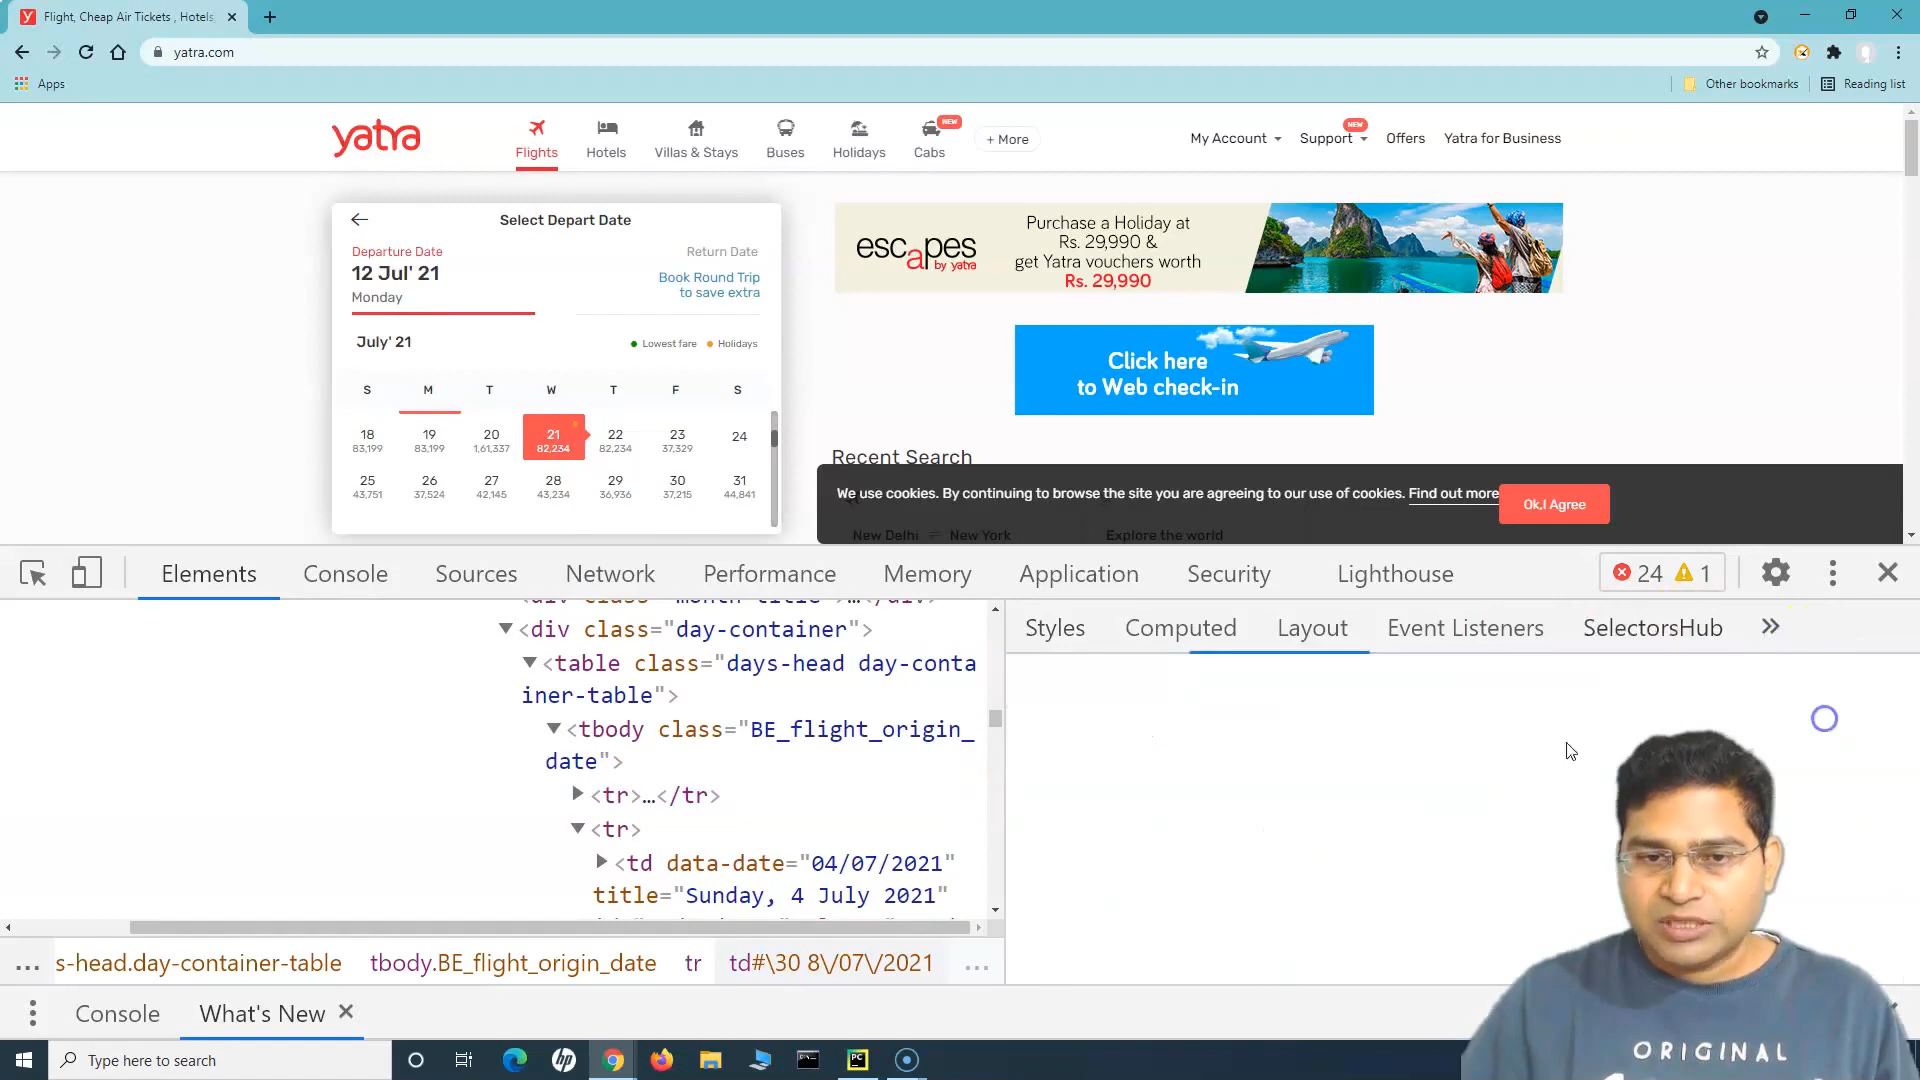 Flight, Cheap Air Tickets , Hotels,
yatra.com
Apps
Other bookmarks
Reading list
yatra
Flights
Hotels
Villas & Stays
Buses
Holidays
NEW
Cabs
+ More
My Account
NEW
Support
Offers
Yatra for Business
Select Depart Date
Departure Date
Return Date
12 Jul' 21
Monday
Book Round Trip
to save extra
July' 21
Lowest fare
Holidays
S M T W T F S
18 19 20 21 22 23 24
83,199 83,199 1,61,337 82,234 82,234 37,329
25 26 27 28 29 30 31
43,751 37,524 42,145 43,234 36,936 37,215 44,841
escapes
by yatra
Purchase a Holiday at
Rs. 29,990 &
get Yatra vouchers worth
Rs. 29,990
Click here
to Web check-in
Recent Search
We use cookies. By continuing to browse the site you are agreeing to our use of cookies. Find out more
Ok,I Agree
New Delhi
New York
Explore the world
Elements
Console
Sources
Network
Performance
Memory
Application
Security
Lighthouse
24
1
<div class="month-title">…</div>
<div class="day-container">
<table class="days-head day-conta
iner-table">
<tbody class="BE_flight_origin_
date">
<tr>…</tr>
<tr>
<td data-date="04/07/2021"
title="Sunday, 4 July 2021"
Styles
Computed
Layout
Event Listeners
SelectorsHub
... s-head.day-container-table tbody.BE_flight_origin_date tr td#\30 8\/07\/2021 ...
Console
What's New
Type here to search
hp
PC
ORIGINAL